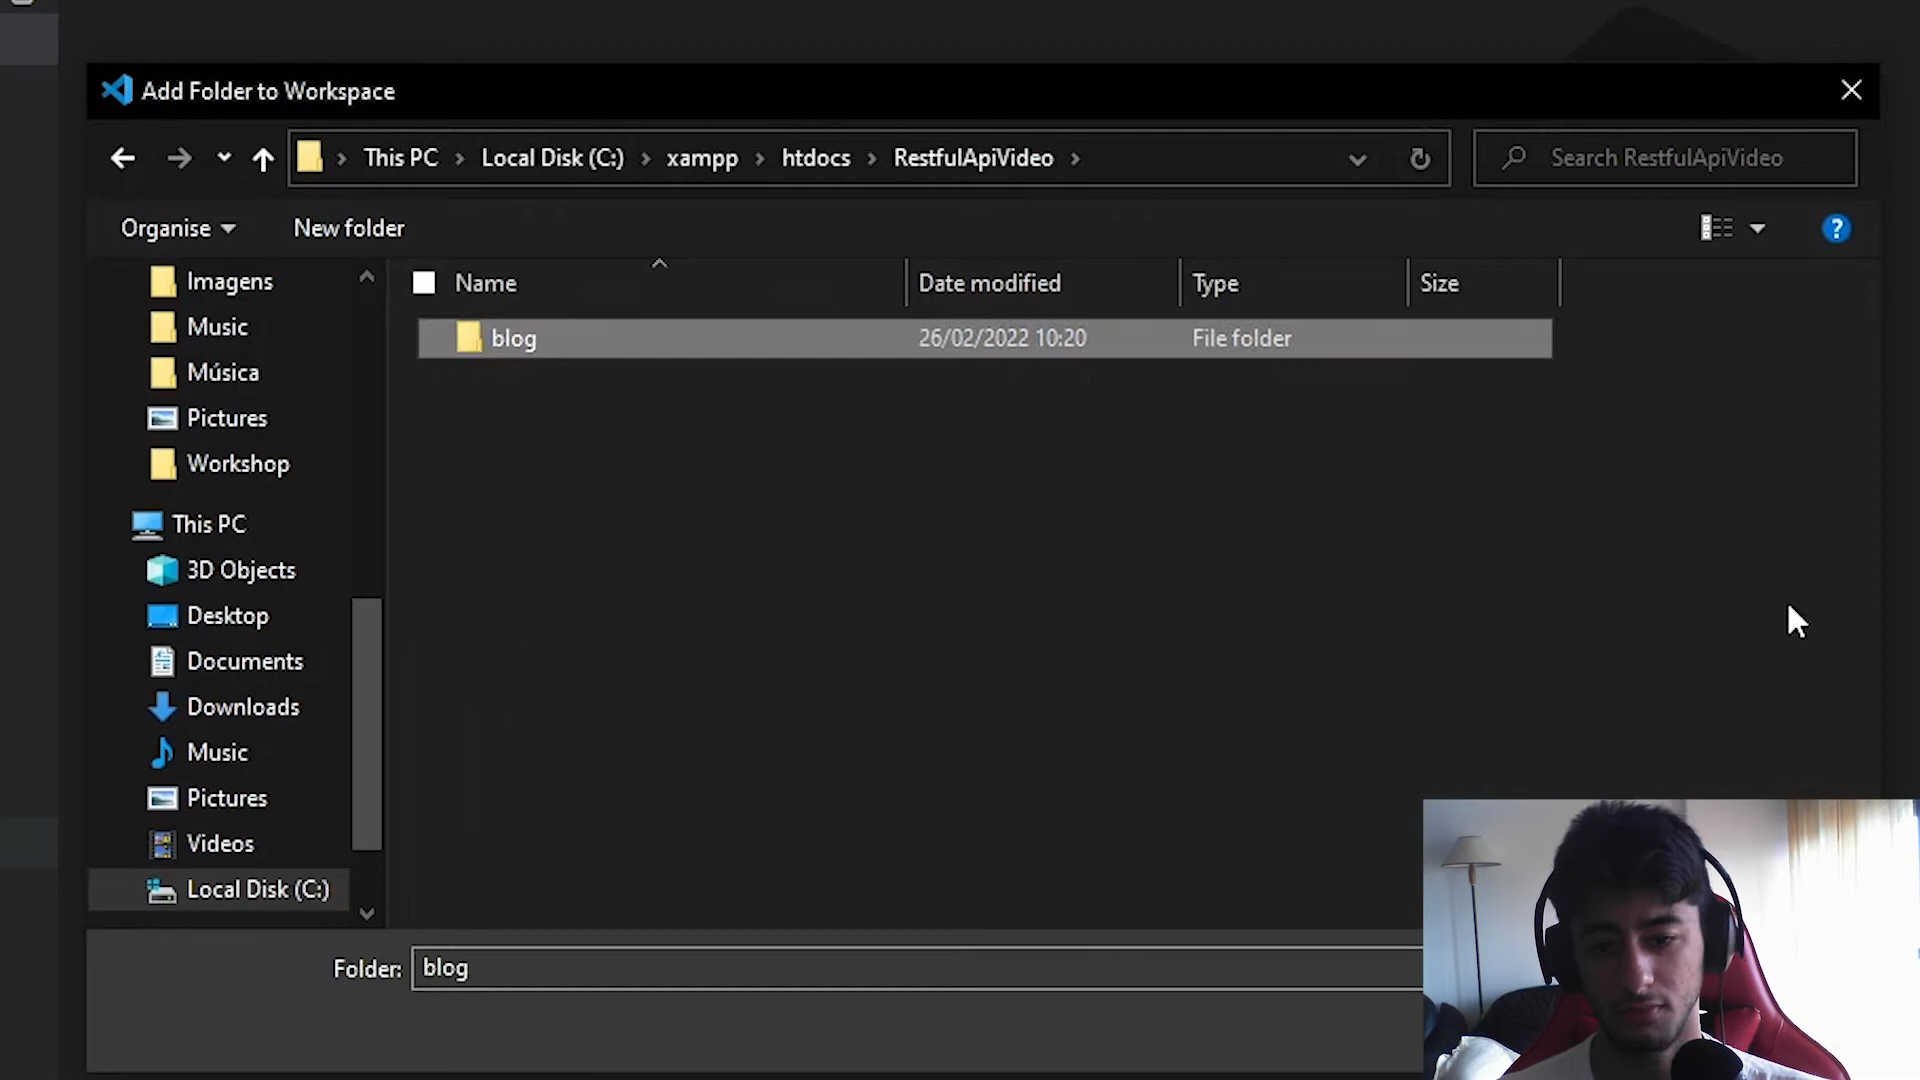 Add Folder to Workspace
This PC > Local Disk (C:) > xampp > htdocs > RestfulApiVideo >
Search RestfulApiVideo
Organise
New folder
?
Name
Date modified
Type
Size
blog
26/02/2022 10:20
File folder
Imagens
Music
Música
Pictures
Workshop
This PC
3D Objects
Desktop
Documents
Downloads
Music
Pictures
Videos
Local Disk (C:)
Folder:
blog